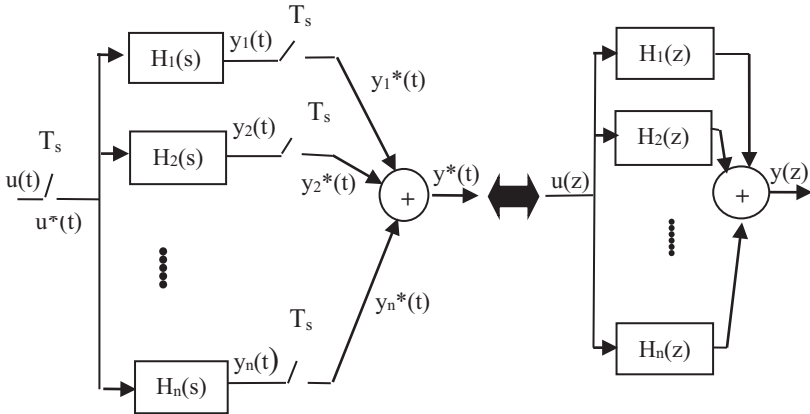 Ts
y1(t)
H1(s)
y1*(t)
Ts
y2(t)
Ts
H2(s)
u(t)
u*(t)
y2*(t)
+
y*(t)
yn*(t)
Ts
yn(t)
Hn(s)
H1(z)
H2(z)
u(z)
+
y(z)
Hn(z)